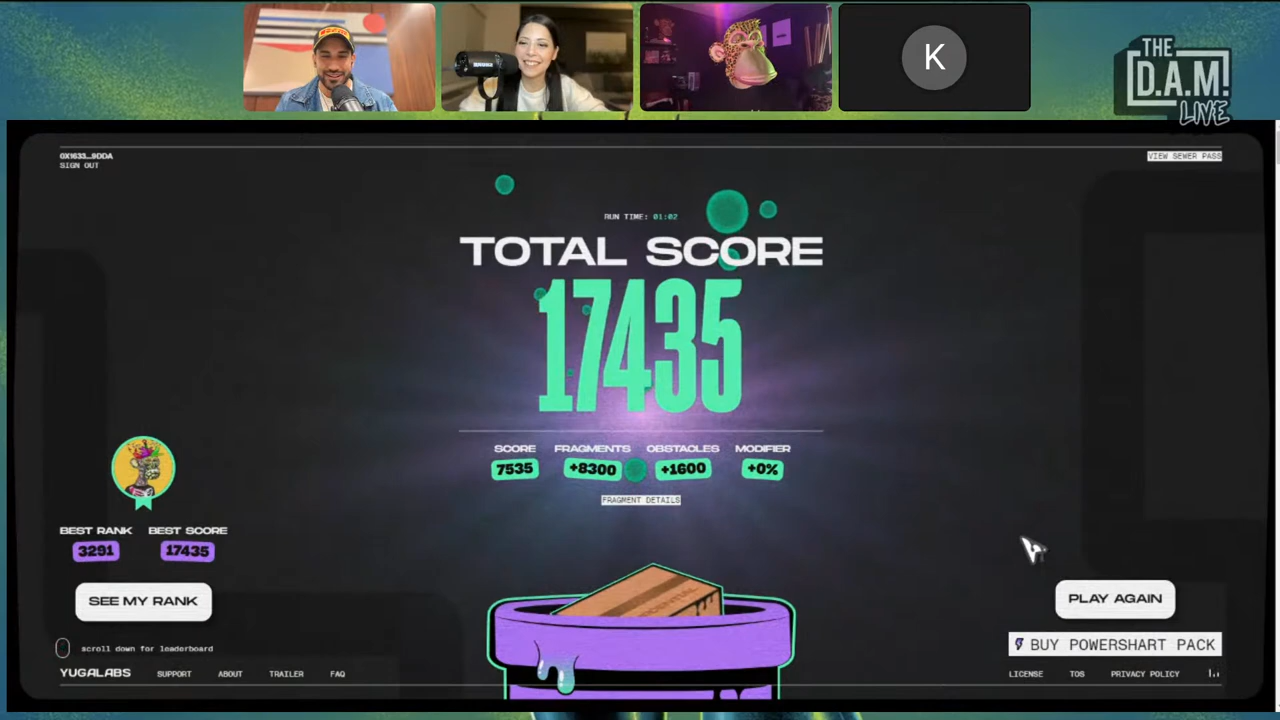 K
THE
D.A.M!
LIVE
0X1633...9DDA
SIGN OUT
VIEW SEWER PASS
RUN TIME: 01:02
TOTAL SCORE
17435
SCORE FRAGMENTS OBSTACLES MODIFIER
7535 +8300 +1600 +0%
FRAGMENT DETAILS
BEST RANK BEST SCORE
3291 17435
SEE MY RANK
PLAY AGAIN
scroll down for leaderboard
BUY POWERSHART PACK
YUGALABS SUPPORT ABOUT TRAILER FAQ
LICENSE TOS PRIVACY POLICY